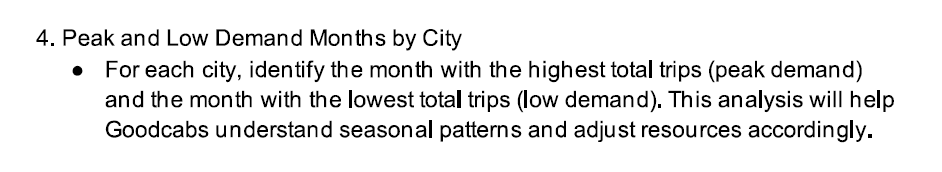 4. Peak and Low Demand Months by City
● For each city, identify the month with the highest total trips (peak demand)
and the month with the lowest total trips (low demand). This analysis will help
Goodcabs understand seasonal patterns and adjust resources accordingly.